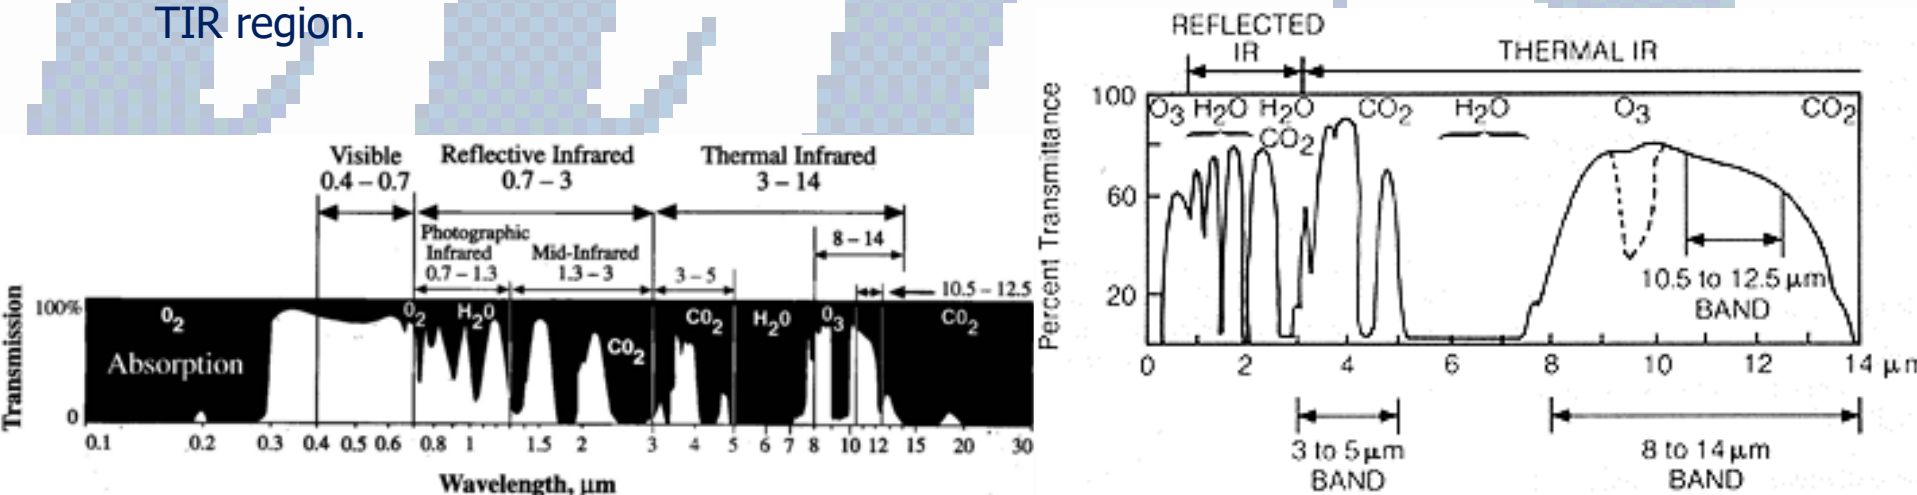 TIR region.
Visible
0.4 – 0.7
Reflective Infrared
0.7 – 3
Thermal Infrared
3 – 14
Photographic
Infrared
0.7 – 1.3
Mid-Infrared
1.3 – 3
3 – 5
8 – 14
10.5 – 12.5
Transmission
100%
0
O2
Absorption
O2
H2O
CO2
CO2
H2O
O3
CO2
0.1 0.2 0.3 0.4 0.5 0.6 0.8 1 1.5 2 3 4 5 6 7 8 10 12 15 20 30
Wavelength, µm
REFLECTED
IR
THERMAL IR
Percent Transmittance
100
60
20
O3 H2O H2O CO2 H2O O3 CO2
CO2
10.5 to 12.5 µm
BAND
0 2 4 6 8 10 12 14 µm
3 to 5 µm
BAND
8 to 14 µm
BAND